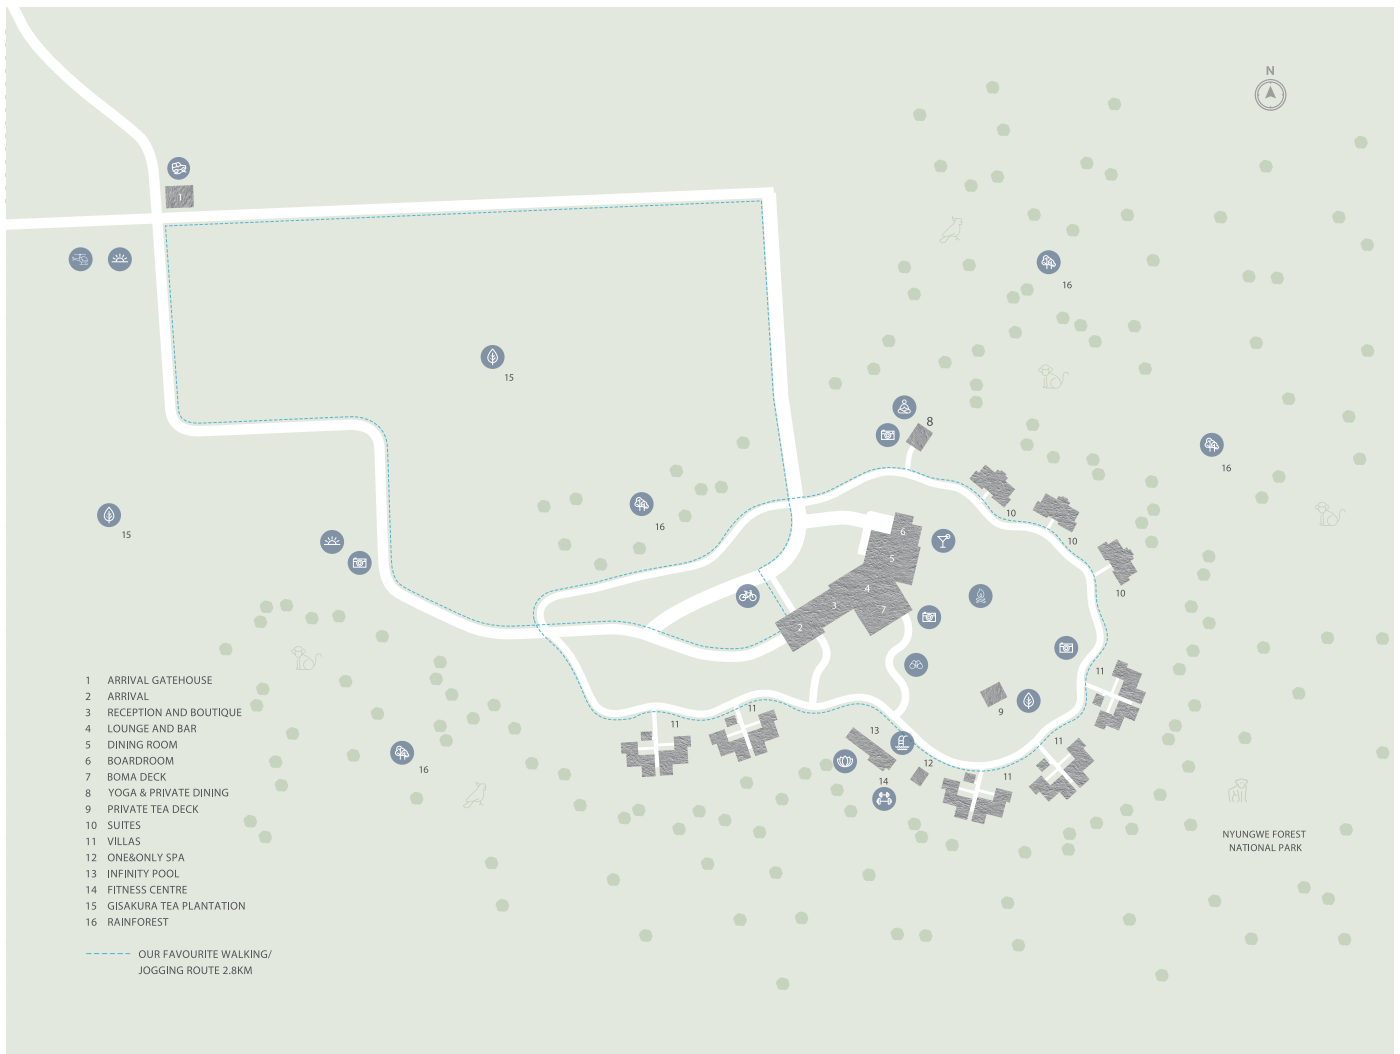 N
1
15
16
8
16
15
16
10
10
10
6
5
4
3
7
2
11
11
11
9
11
13
12
11
14
16
1 ARRIVAL GATEHOUSE
2 ARRIVAL
3 RECEPTION AND BOUTIQUE
4 LOUNGE AND BAR
5 DINING ROOM
6 BOARDROOM
7 BOMA DECK
8 YOGA & PRIVATE DINING
9 PRIVATE TEA DECK
10 SUITES
11 VILLAS
12 ONE&ONLY SPA
13 INFINITY POOL
14 FITNESS CENTRE
15 GISAKURA TEA PLANTATION
16 RAINFOREST
OUR FAVOURITE WALKING/
JOGGING ROUTE 2.8KM
NYUNGWE FOREST
NATIONAL PARK